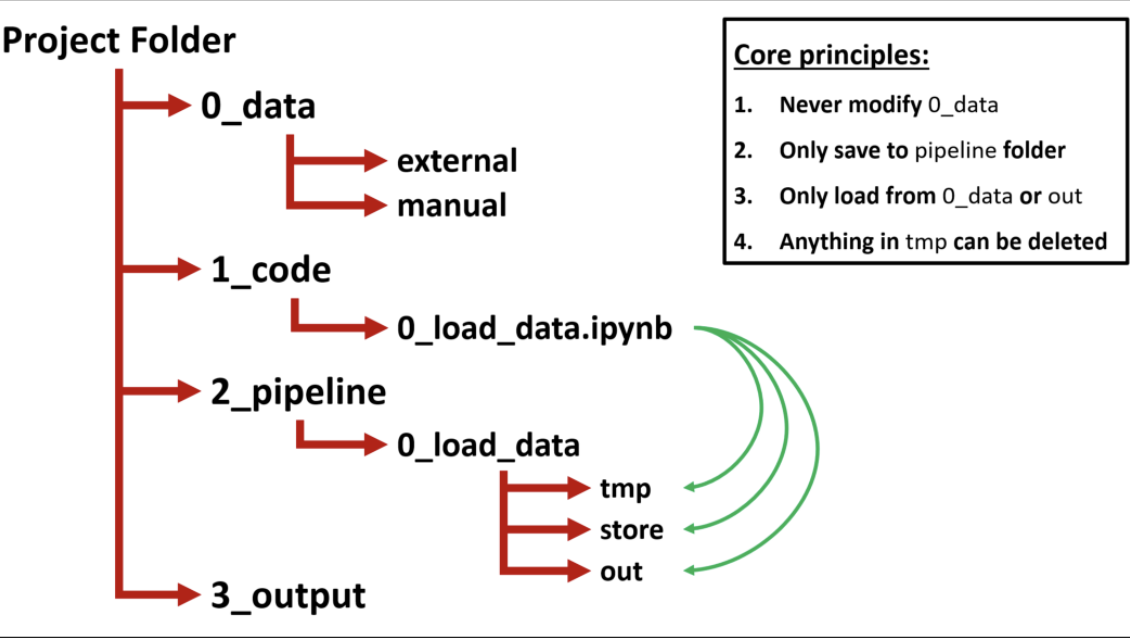 Project Folder
0_data
external
manual
1_code
0_load_data.ipynb
2_pipeline
0_load_data
tmp
store
out
3_output
Core principles:
1. Never modify 0_data
2. Only save to pipeline folder
3. Only load from 0_data or out
4. Anything in tmp can be deleted